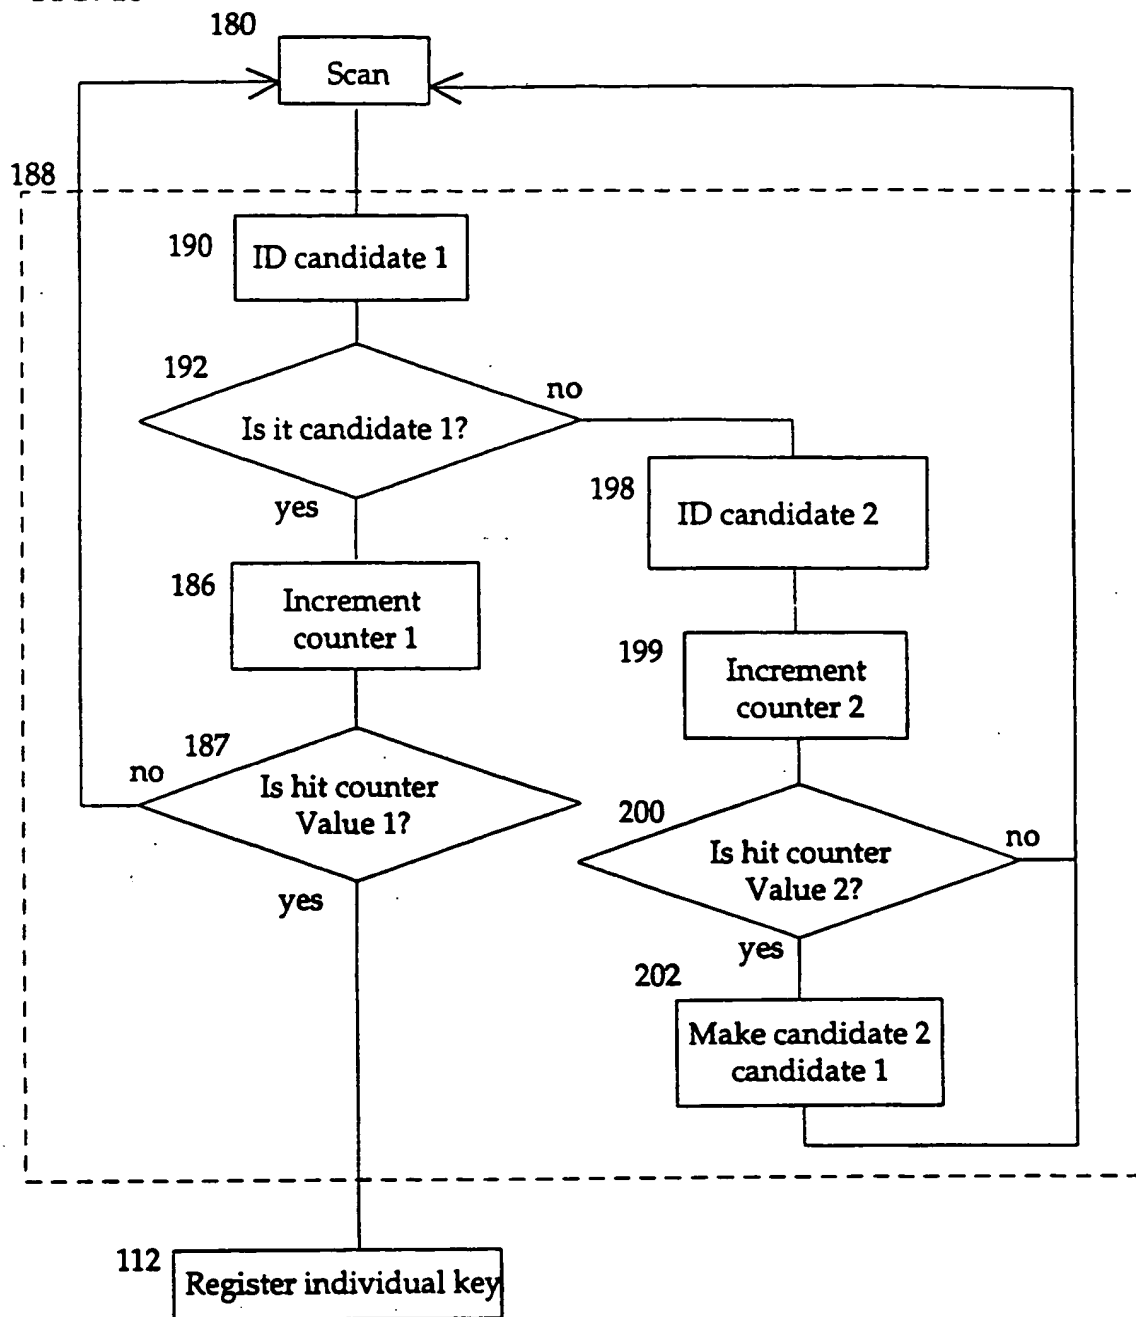 180
Scan
188
190
ID candidate 1
192
no
Is it candidate 1?
yes
198
ID candidate 2
186
Increment
counter 1
199
Increment
counter 2
187
no
Is hit counter
Value 1?
yes
200
no
Is hit counter
Value 2?
yes
202
Make candidate 2
candidate 1
112
Register individual key